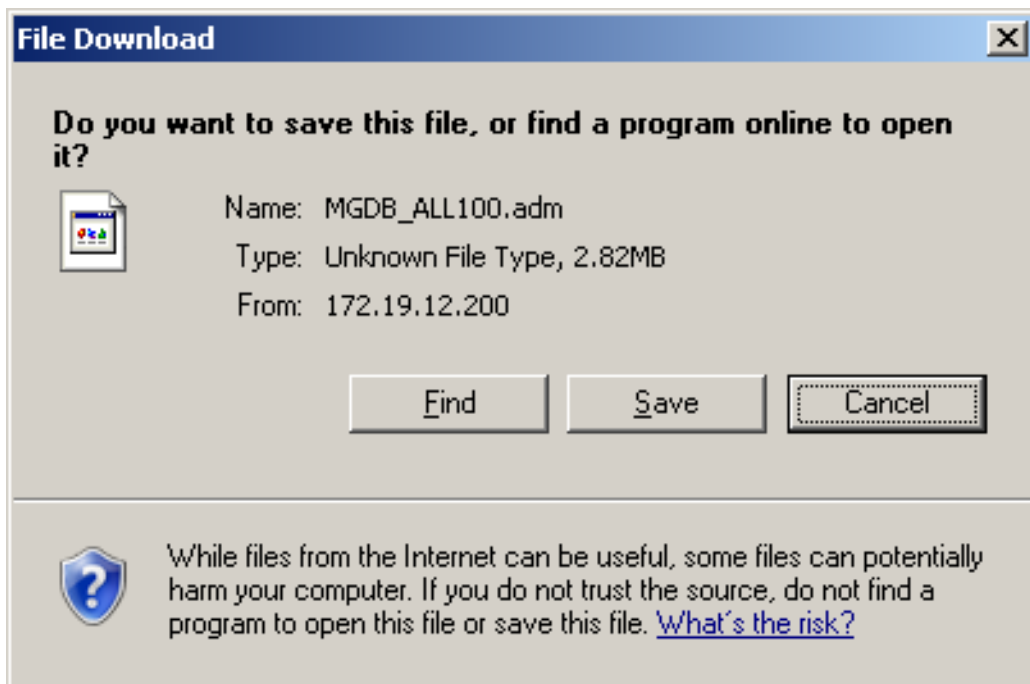 File Download
Do you want to save this file, or find a program online to open
it?
Name: MGDB_ALL100.adm
Type: Unknown File Type, 2.82MB
From: 172.19.12.200
Find Save Cancel
While files from the Internet can be useful, some files can potentially
harm your computer. If you do not trust the source, do not find a
program to open this file or save this file. What's the risk?